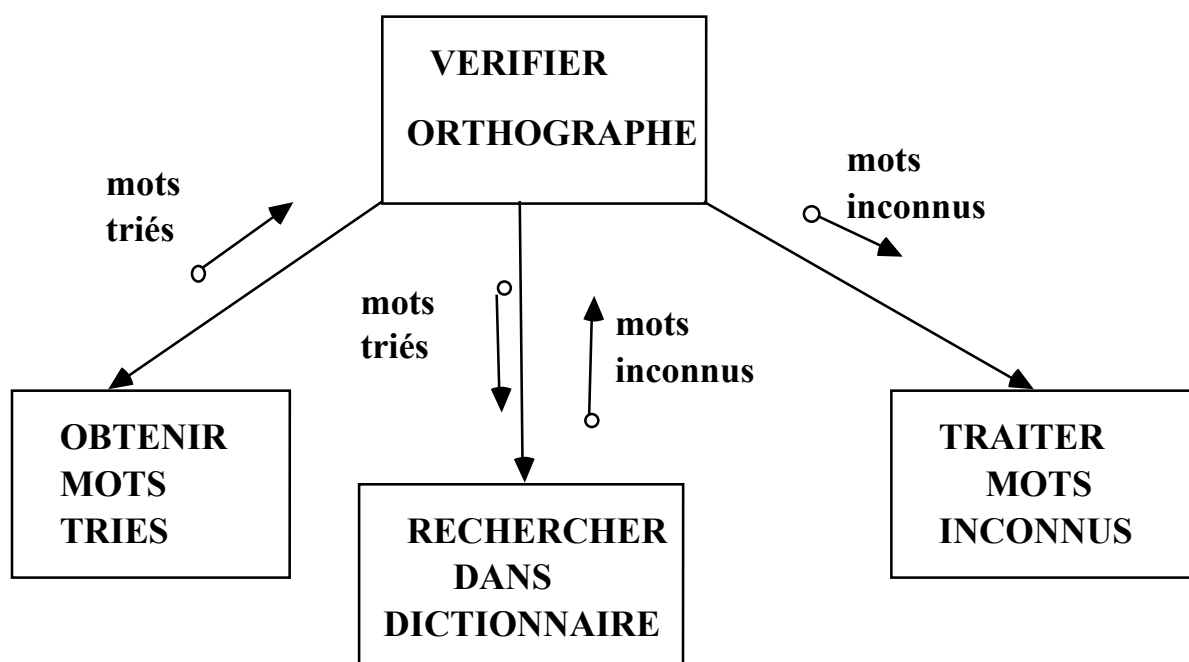 VERIFIER
ORTHOGRAPHE
mots
triés
mots
inconnus
mots
triés
mots
inconnus
OBTENIR
MOTS
TRIES
RECHERCHER
DANS
DICTIONNAIRE
TRAITER
MOTS
INCONNUS